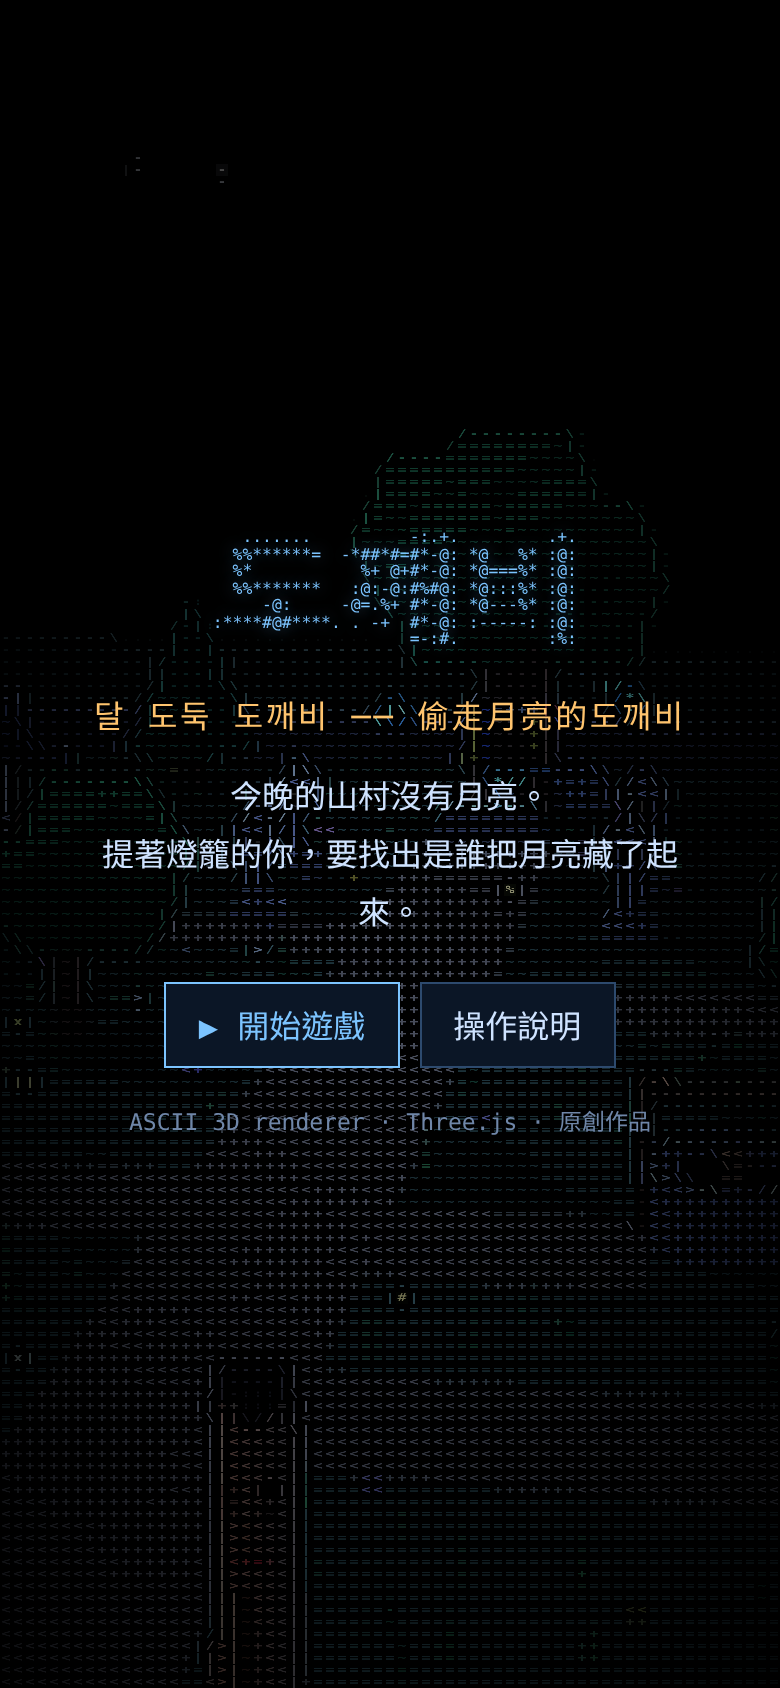 도깨비
달 도둑 도깨비 —— 偷走月亮的도깨비
今晚的山村沒有月亮。
提著燈籠的你，要找出是誰把月亮藏了起
來。
▶ 開始遊戲
操作說明
ASCII 3D renderer · Three.js · 原創作品